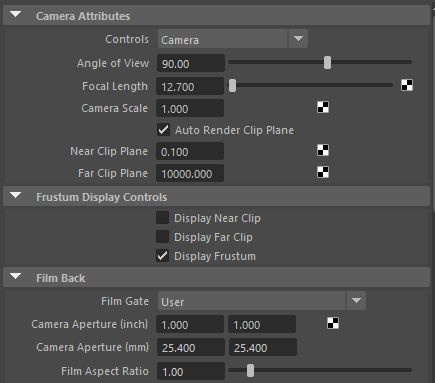 Camera Attributes
Controls Camera
Angle of View 90.00
Focal Length 12.700
Camera Scale 1.000
Auto Render Clip Plane
Near Clip Plane 0.100
Far Clip Plane 10000.000
Frustum Display Controls
Display Near Clip
Display Far Clip
Display Frustum
Film Back
Film Gate User
Camera Aperture (inch) 1.000 1.000
Camera Aperture (mm) 25.400 25.400
Film Aspect Ratio 1.00